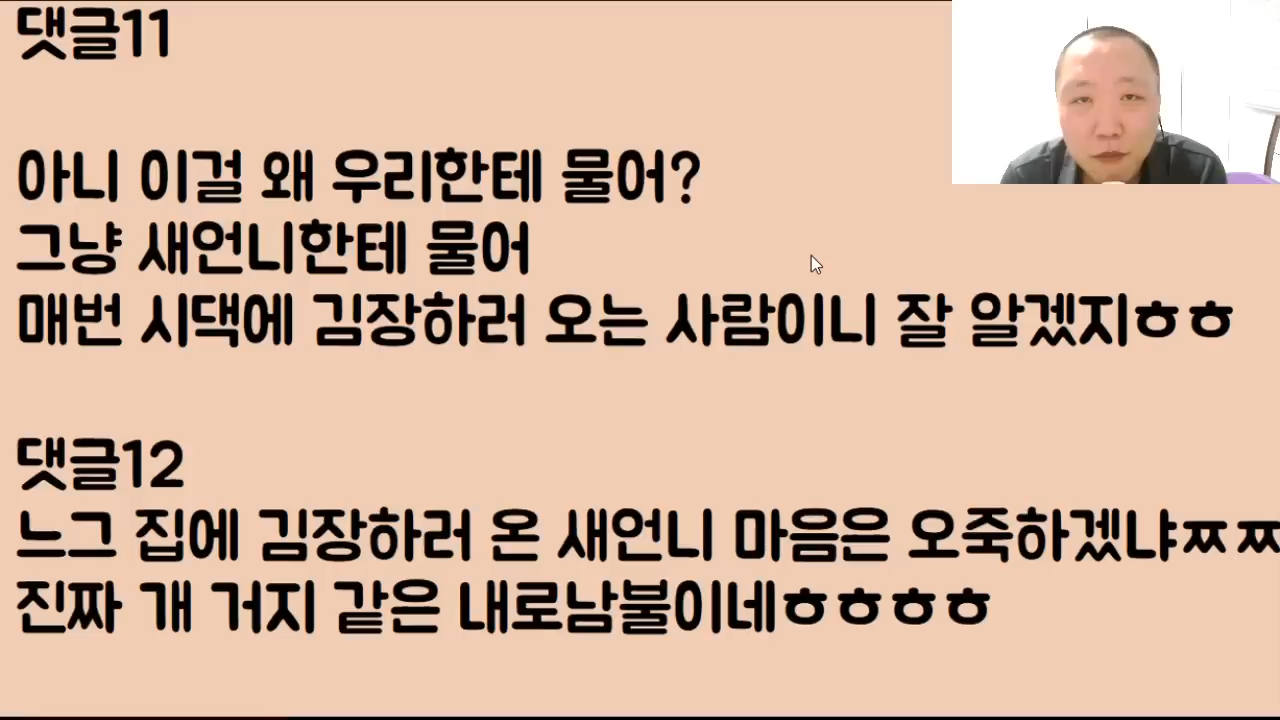 댓글11
아니 이걸 왜 우리한테 물어?
그냥 새언니한테 물어
매번 시댁에 김장하러 오는 사람이니 잘 알겠지ㅎㅎ
댓글12
느그 집에 김장하러 온 새언니 마음은 오죽하겠냐ㅉㅉ
진짜 개 거지 같은 내로남불이네ㅎㅎㅎㅎ